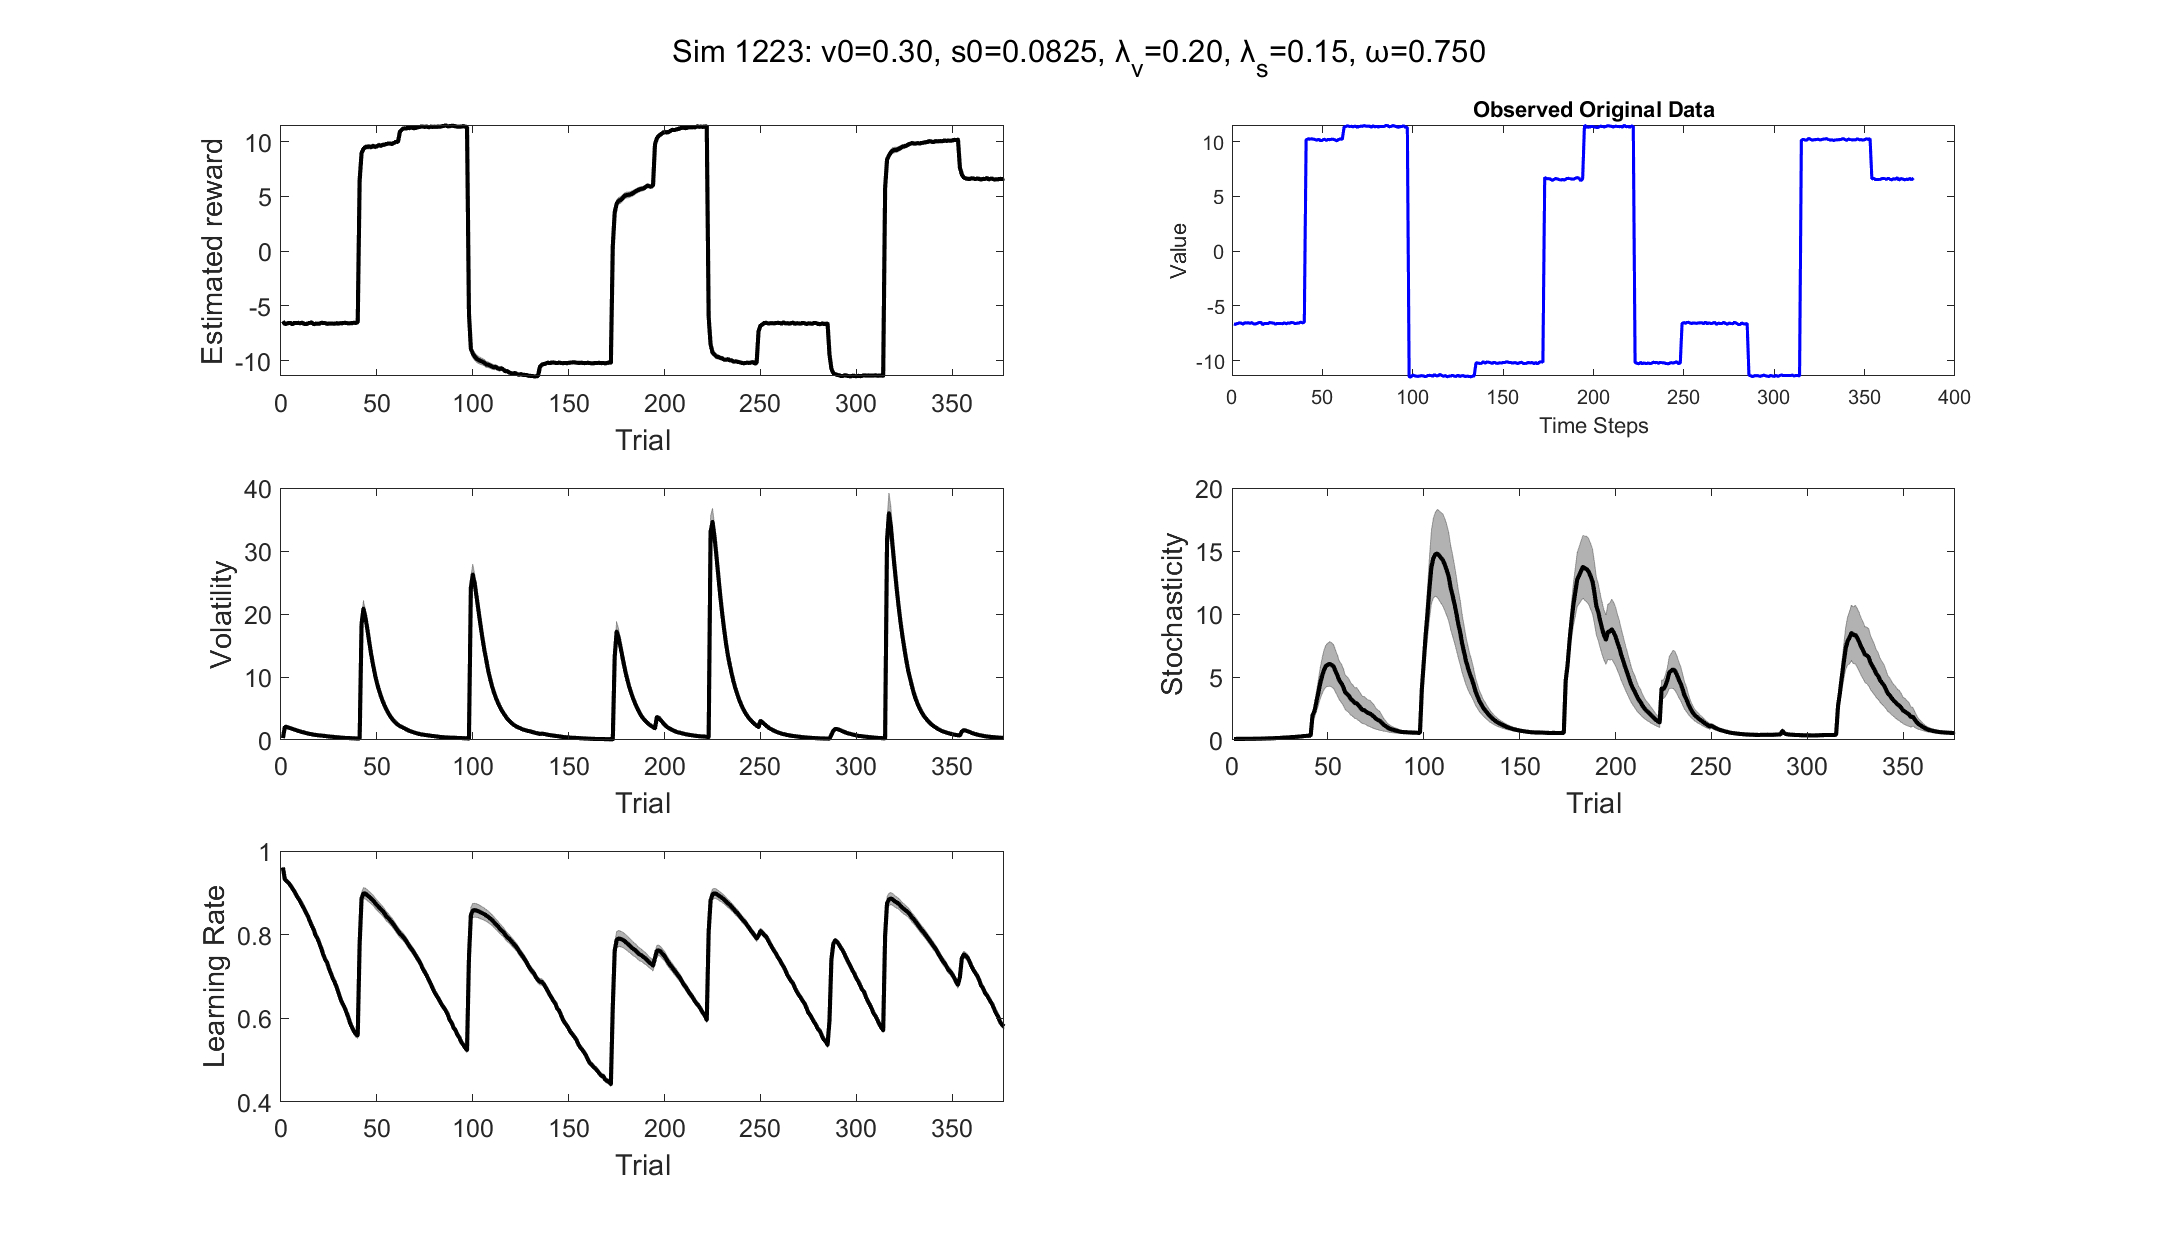 Sim 1223: v0=0.30, s0=0.0825, λ_v=0.20, λ_s=0.15, ω=0.750
Estimated reward
10
5
0
-5
-10
0 50 100 150 200 250 300 350
Trial
Observed Original Data
Value
10
5
0
-5
-10
0 50 100 150 200 250 300 350 400
Time Steps
Volatility
40
30
20
10
0
0 50 100 150 200 250 300 350
Trial
Stochasticity
20
15
10
5
0
0 50 100 150 200 250 300 350
Trial
Learning Rate
1
0.8
0.6
0.4
0 50 100 150 200 250 300 350
Trial